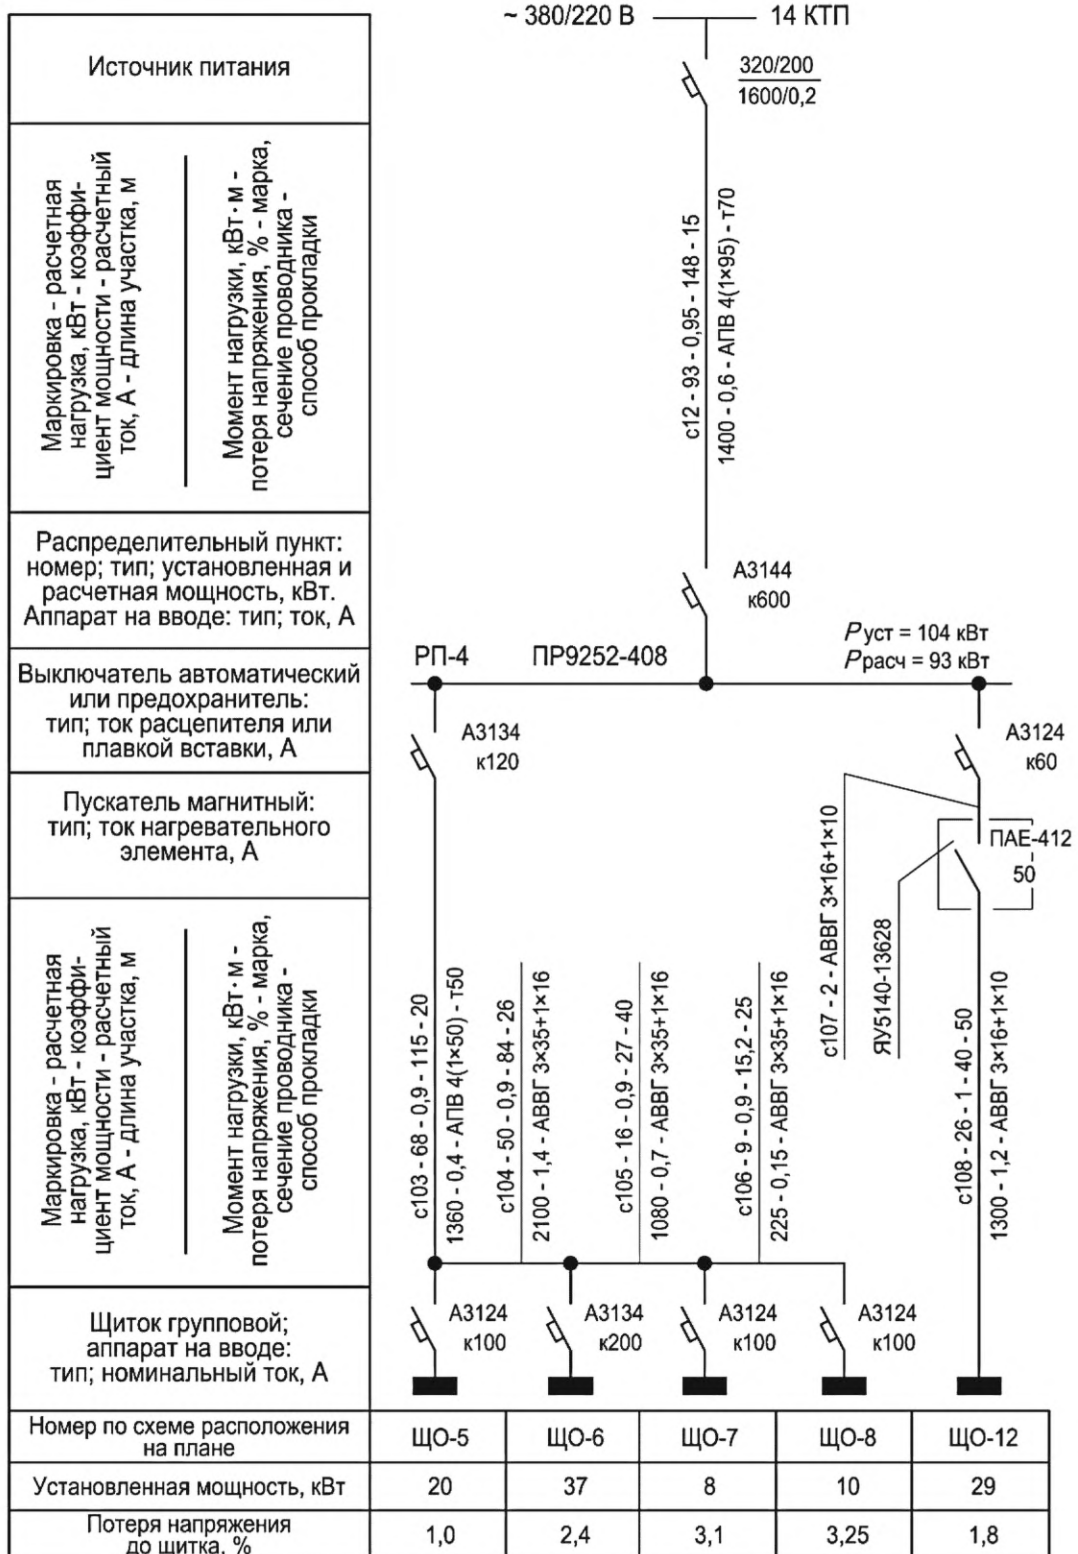 ~ 380/220 В
14 КТП
Источник питания
320/200
1600/0,2
Маркировка - расчетная
нагрузка, кВт - коэффи-
циент мощности - расчетный
ток, А - длина участка, м
Момент нагрузки, кВт · м -
потеря напряжения, % - марка,
сечение проводника -
способ прокладки
с12 - 93 - 0,95 - 148 - 15
1400 - 0,6 - АПВ 4(1×95) - т70
Распределительный пункт:
номер; тип; установленная и
расчетная мощность, кВт.
Аппарат на вводе: тип; ток, А
А3144
к600
Pуст = 104 кВт
Pрасч = 93 кВт
РП-4
ПР9252-408
Выключатель автоматический
или предохранитель:
тип; ток расцепителя или
плавкой вставки, А
А3134
к120
А3124
к60
Пускатель магнитный:
тип; ток нагревательного
элемента, А
ПАЕ-412
50
с107 - 2 - АВВГ 3×16+1×10
ЯУ5140-13628
Маркировка - расчетная
нагрузка, кВт - коэффи-
циент мощности - расчетный
ток, А - длина участка, м
Момент нагрузки, кВт · м -
потеря напряжения, % - марка,
сечение проводника -
способ прокладки
с103 - 68 - 0,9 - 115 - 20
1360 - 0,4 - АПВ 4(1×50) - т50
с104 - 50 - 0,9 - 84 - 26
2100 - 1,4 - АВВГ 3×35+1×16
с105 - 16 - 0,9 - 27 - 40
1080 - 0,7 - АВВГ 3×35+1×16
с106 - 9 - 0,9 - 15,2 - 25
225 - 0,15 - АВВГ 3×35+1×16
с108 - 26 - 1 - 40 - 50
1300 - 1,2 - АВВГ 3×16+1×10
Щиток групповой;
аппарат на вводе:
тип; номинальный ток, А
А3124
к100
А3134
к200
А3124
к100
А3124
к100
Номер по схеме расположения
на плане
ЩО-5
ЩО-6
ЩО-7
ЩО-8
ЩО-12
Установленная мощность, кВт
20
37
8
10
29
Потеря напряжения
до щитка, %
1,0
2,4
3,1
3,25
1,8